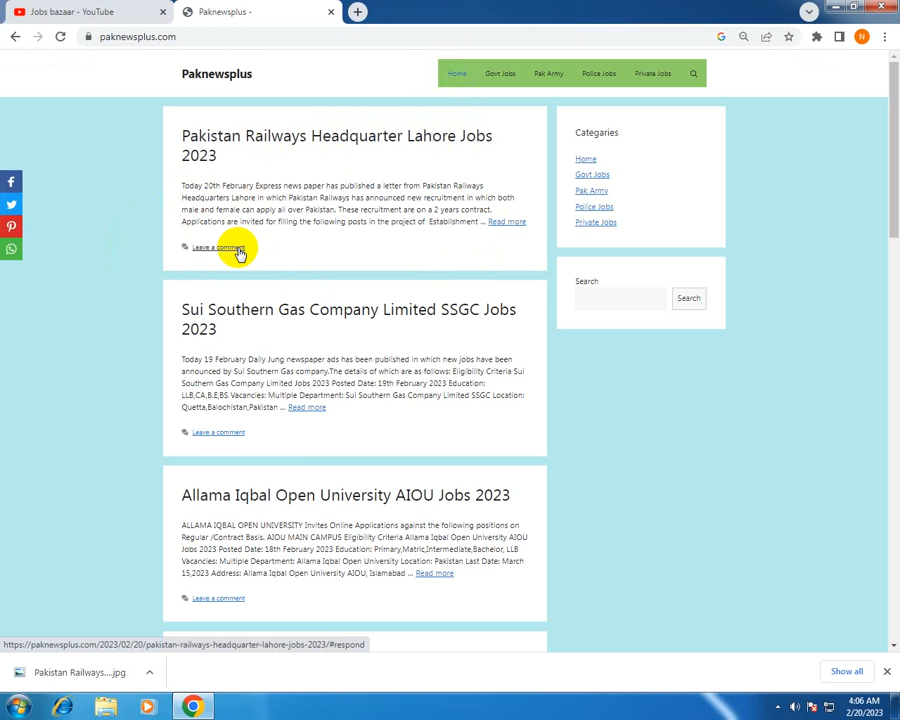 Jobs bazaar - YouTube
Paknewsplus -
paknewsplus.com
N
Paknewsplus
Home Govt Jobs Pak Army Police Jobs Private Jobs
Pakistan Railways Headquarter Lahore Jobs
2023
Today 20th February Express news paper has published a letter from Pakistan Railways
Headquarters Lahore in which Pakistan Railways has announced new recruitment in which both
male and female can apply all over Pakistan. These recruitment are on a 2 years contract.
Applications are invited for filling the following posts in the project of Establishment ... Read more
Leave a comment
Sui Southern Gas Company Limited SSGC Jobs
2023
Today 19 February Daily Jung newspaper ads has been published in which new jobs have been
announced by Sui Southern Gas company.The details of which are as follows: Eligibility Criteria Sui
Southern Gas Company Limited Jobs 2023 Posted Date: 19th February 2023 Education:
LLB,CA,B.E,BS Vacancies: Multiple Department: Sui Southern Gas Company Limited SSGC Location:
Quetta,Balochistan,Pakistan ... Read more
Leave a comment
Allama Iqbal Open University AIOU Jobs 2023
ALLAMA IQBAL OPEN UNIVERSITY Invites Online Applications against the following positions on
Regular /Contract Basis. AIOU MAIN CAMPUS Eligibility Criteria Allama Iqbal Open University AIOU
Jobs 2023 Posted Date: 18th February 2023 Education: Primary,Matric,Intermediate,Bachelor, LLB
Vacancies: Multiple Department: Allama Iqbal Open University Location: Pakistan Last Date: March
15,2023 Address: Allama Iqbal Open University AIOU, Islamabad ... Read more
Leave a comment
Categaries
Home
Govt Jobs
Pak Army
Police Jobs
Private Jobs
Search
Search
https://paknewsplus.com/2023/02/20/pakistan-railways-headquarter-lahore-jobs-2023/#respond
Pakistan Railways....jpg
Show all
4:06 AM
2/20/2023